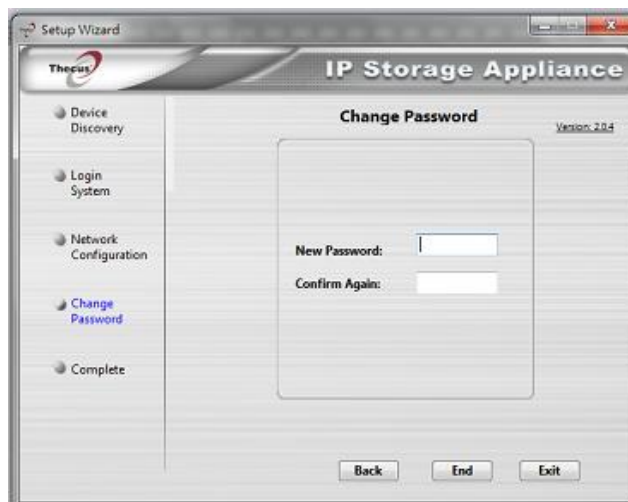 Setup Wizard
Thecus
IP Storage Appliance
Device
Discovery
Login
System
Network
Configuration
Change
Password
Complete
Change Password
Version: 2.0.4
New Password:
Confirm Again:
Back
End
Exit